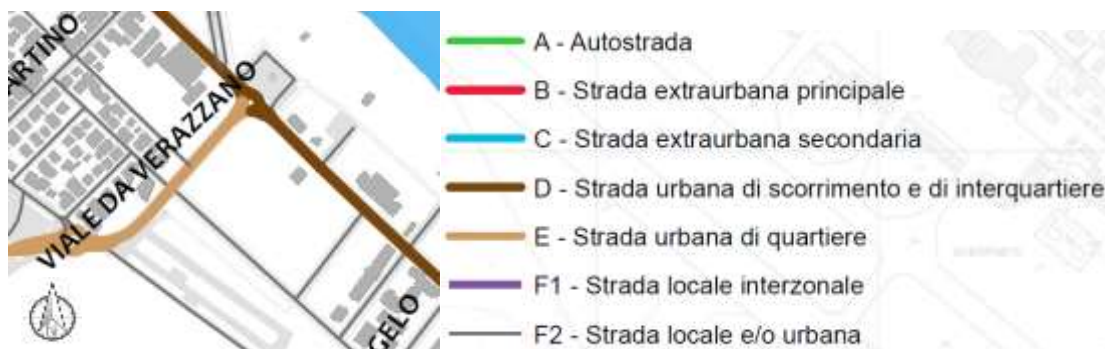 ARTINO
VIALE DA VERAZZANO
GELO
A - Autostrada
B - Strada extraurbana principale
C - Strada extraurbana secondaria
D - Strada urbana di scorrimento e di interquartiere
E - Strada urbana di quartiere
F1 - Strada locale interzonale
F2 - Strada locale e/o urbana